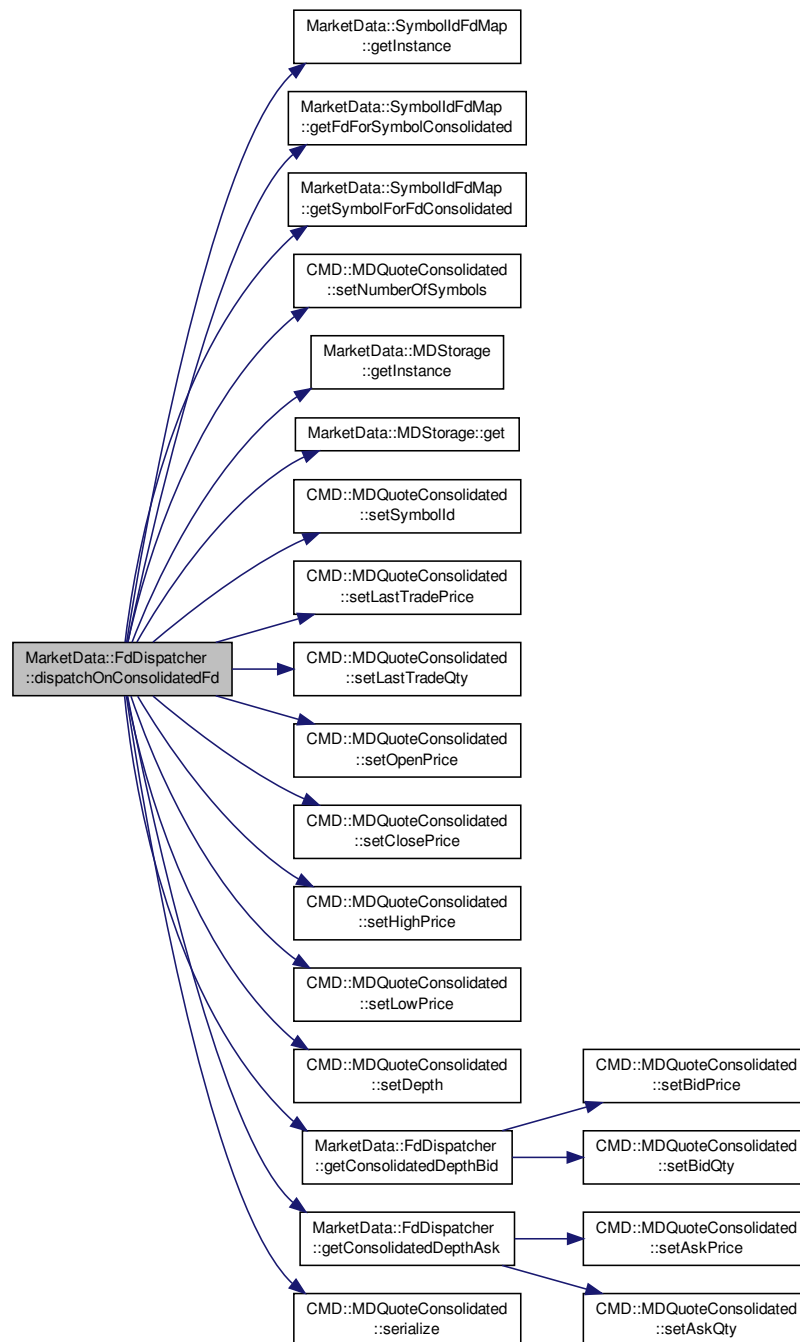 MarketData::SymbolIdFdMap
::getInstance
MarketData::SymbolIdFdMap
::getFdForSymbolConsolidated
MarketData::SymbolIdFdMap
::getSymbolForFdConsolidated
CMD::MDQuoteConsolidated
::setNumberOfSymbols
MarketData::MDStorage
::getInstance
MarketData::MDStorage::get
CMD::MDQuoteConsolidated
::setSymbolId
CMD::MDQuoteConsolidated
::setLastTradePrice
MarketData::FdDispatcher
::dispatchOnConsolidatedFd
CMD::MDQuoteConsolidated
::setLastTradeQty
CMD::MDQuoteConsolidated
::setOpenPrice
CMD::MDQuoteConsolidated
::setClosePrice
CMD::MDQuoteConsolidated
::setHighPrice
CMD::MDQuoteConsolidated
::setLowPrice
CMD::MDQuoteConsolidated
::setDepth
CMD::MDQuoteConsolidated
::setBidPrice
MarketData::FdDispatcher
::getConsolidatedDepthBid
CMD::MDQuoteConsolidated
::setBidQty
MarketData::FdDispatcher
::getConsolidatedDepthAsk
CMD::MDQuoteConsolidated
::setAskPrice
CMD::MDQuoteConsolidated
::serialize
CMD::MDQuoteConsolidated
::setAskQty